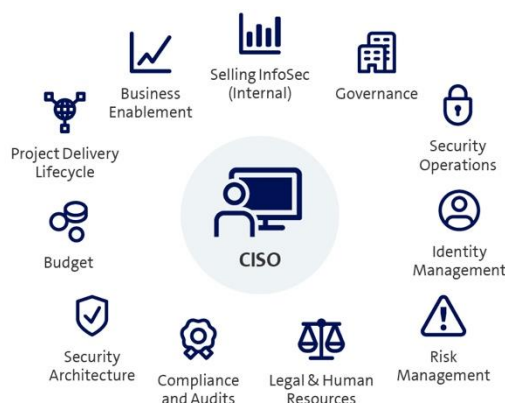 Selling InfoSec
(Internal)
Governance
Security
Operations
Identity
Management
Risk
Management
Legal & Human
Resources
Compliance
and Audits
Security
Architecture
Budget
Project Delivery
Lifecycle
Business
Enablement
CISO